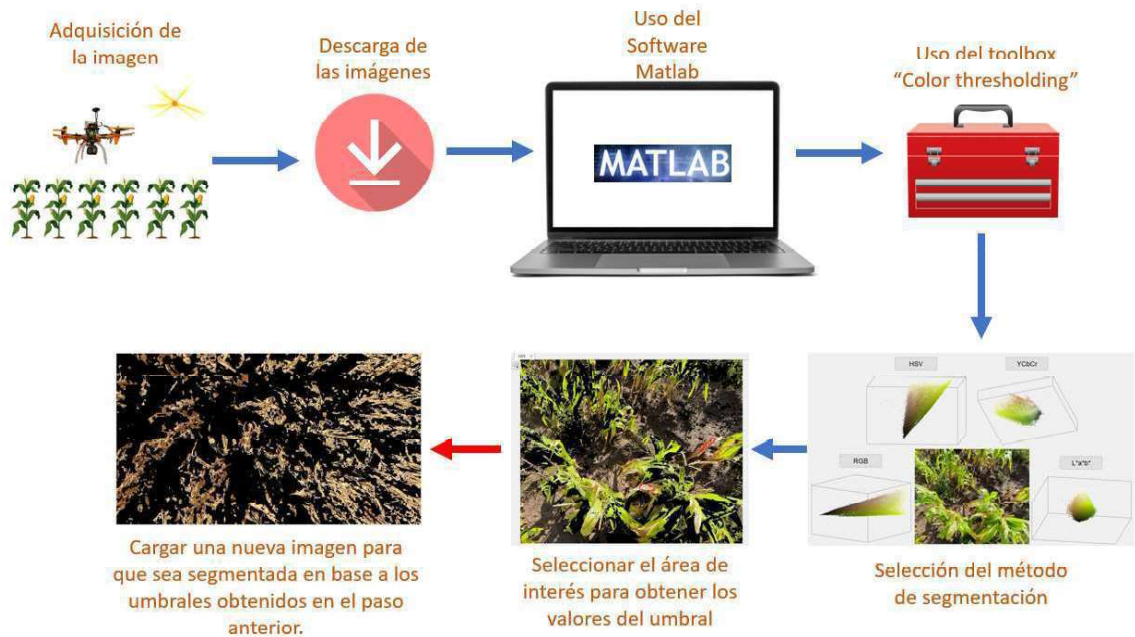 Adquisición de
la imagen
Descarga de
las imágenes
Uso del
Software
Matlab
Uso del toolbox
“Color thresholding”
MATLAB
HSV
YCbCr
RGB
L*a*b*
Selección del método
de segmentación
Seleccionar el área de
interés para obtener los
valores del umbral
Cargar una nueva imagen para
que sea segmentada en base a los
umbrales obtenidos en el paso
anterior.